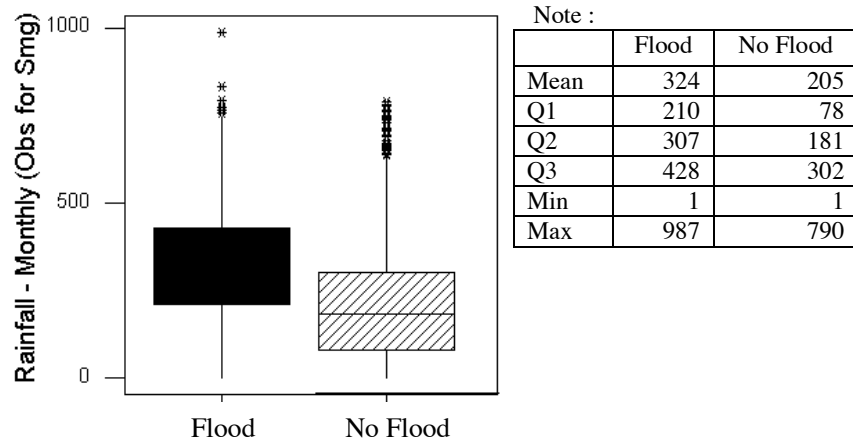 Rainfall - Monthly (Obs for Smg)
1000
500
0
Flood No Flood
Note :
Flood No Flood
Mean 324 205
Q1 210 78
Q2 307 181
Q3 428 302
Min 1 1
Max 987 790